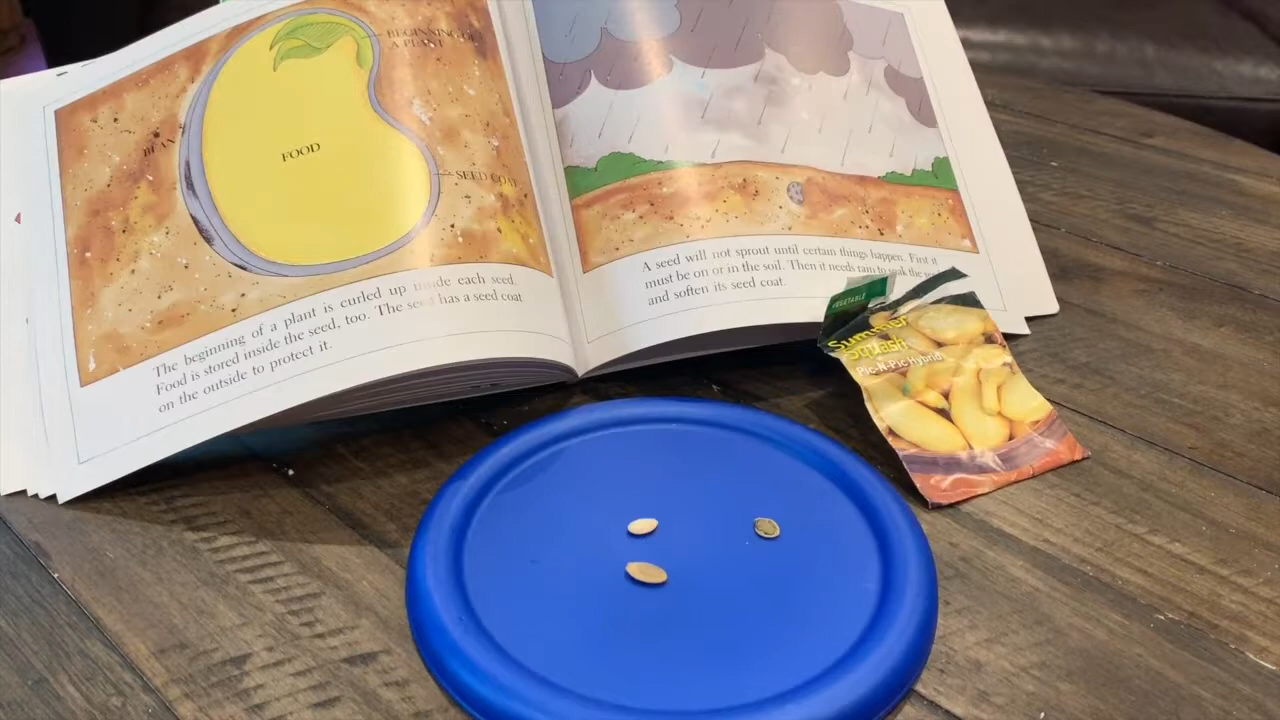 BEGINNING OF
A PLANT
BEAN
FOOD
SEED COAT
The beginning of a plant is curled up inside each seed.
Food is stored inside the seed, too. The seed has a seed coat
on the outside to protect it.
A seed will not sprout until certain things happen. First it
must be on or in the soil. Then it needs rain to soak the seed
and soften its seed coat.
VEGETABLE
Summer
Squash
Pic-N-Pic Hybrid